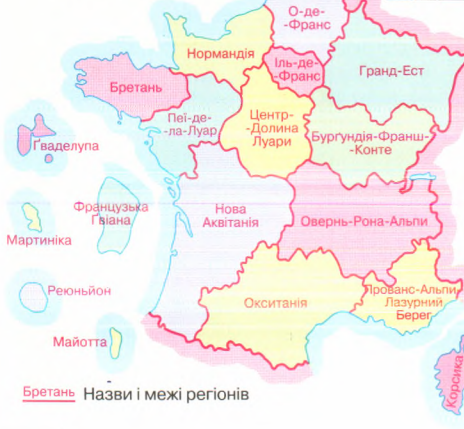 О-де-
-Франс
Нормандія
Іль-де-
-Франс
Гранд-Ест
Бретань
Пеї-де-
-ла-Луар
Центр-
-Долина
Луари
Бурґундія-Франш-
-Конте
Ґваделупа
Французька
Ґвіана
Нова
Аквітанія
Овернь-Рона-Альпи
Мартиніка
Реюньйон
Окситанія
Прованс-Альпи
Лазурний
Берег
Майотта
Корсика
Бретань Назви і межі регіонів